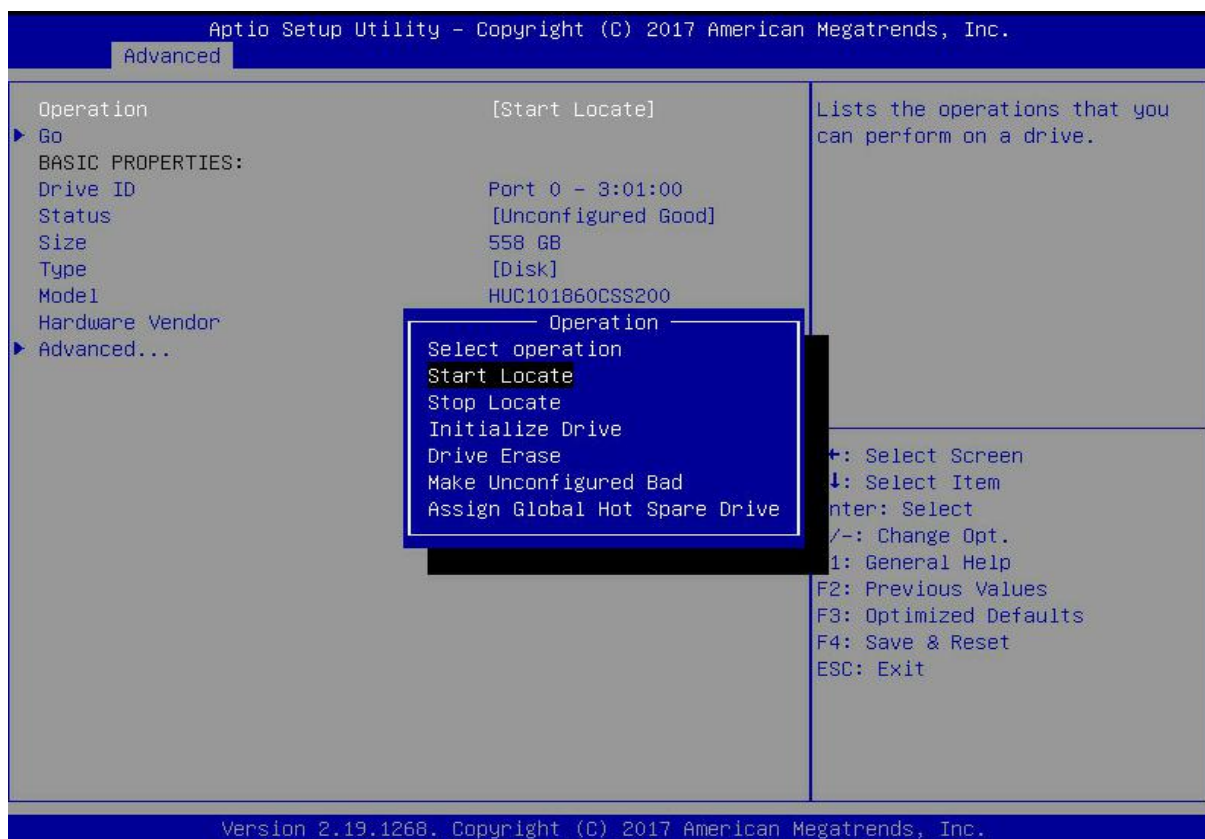 Aptio Setup Utility – Copyright (C) 2017 American Megatrends, Inc.
Advanced
Operation [Start Locate]
Go
BASIC PROPERTIES:
Drive ID Port 0 – 3:01:00
Status [Unconfigured Good]
Size 558 GB
Type [Disk]
Model HUC101860CSS200
Hardware Vendor
Advanced...
Operation
Select operation
Start Locate
Stop Locate
Initialize Drive
Drive Erase
Make Unconfigured Bad
Assign Global Hot Spare Drive
Lists the operations that you
can perform on a drive.
: Select Screen
: Select Item
nter: Select
/-: Change Opt.
1: General Help
F2: Previous Values
F3: Optimized Defaults
F4: Save & Reset
ESC: Exit
Version 2.19.1268. Copyright (C) 2017 American Megatrends, Inc.